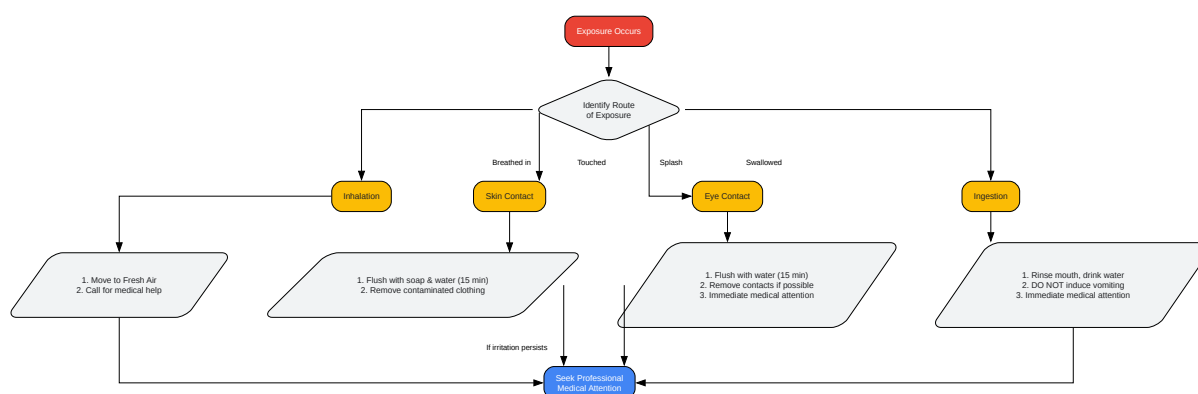 Exposure Occurs
Identify Route
of Exposure
Breathed in
Touched
Splash
Swallowed
Inhalation
Skin Contact
Eye Contact
Ingestion
1. Move to Fresh Air
2. Call for medical help
1. Flush with soap & water (15 min)
2. Remove contaminated clothing
1. Flush with water (15 min)
2. Remove contacts if possible
3. Immediate medical attention
1. Rinse mouth, drink water
2. DO NOT induce vomiting
3. Immediate medical attention
If irritation persists
Seek Professional
Medical Attention